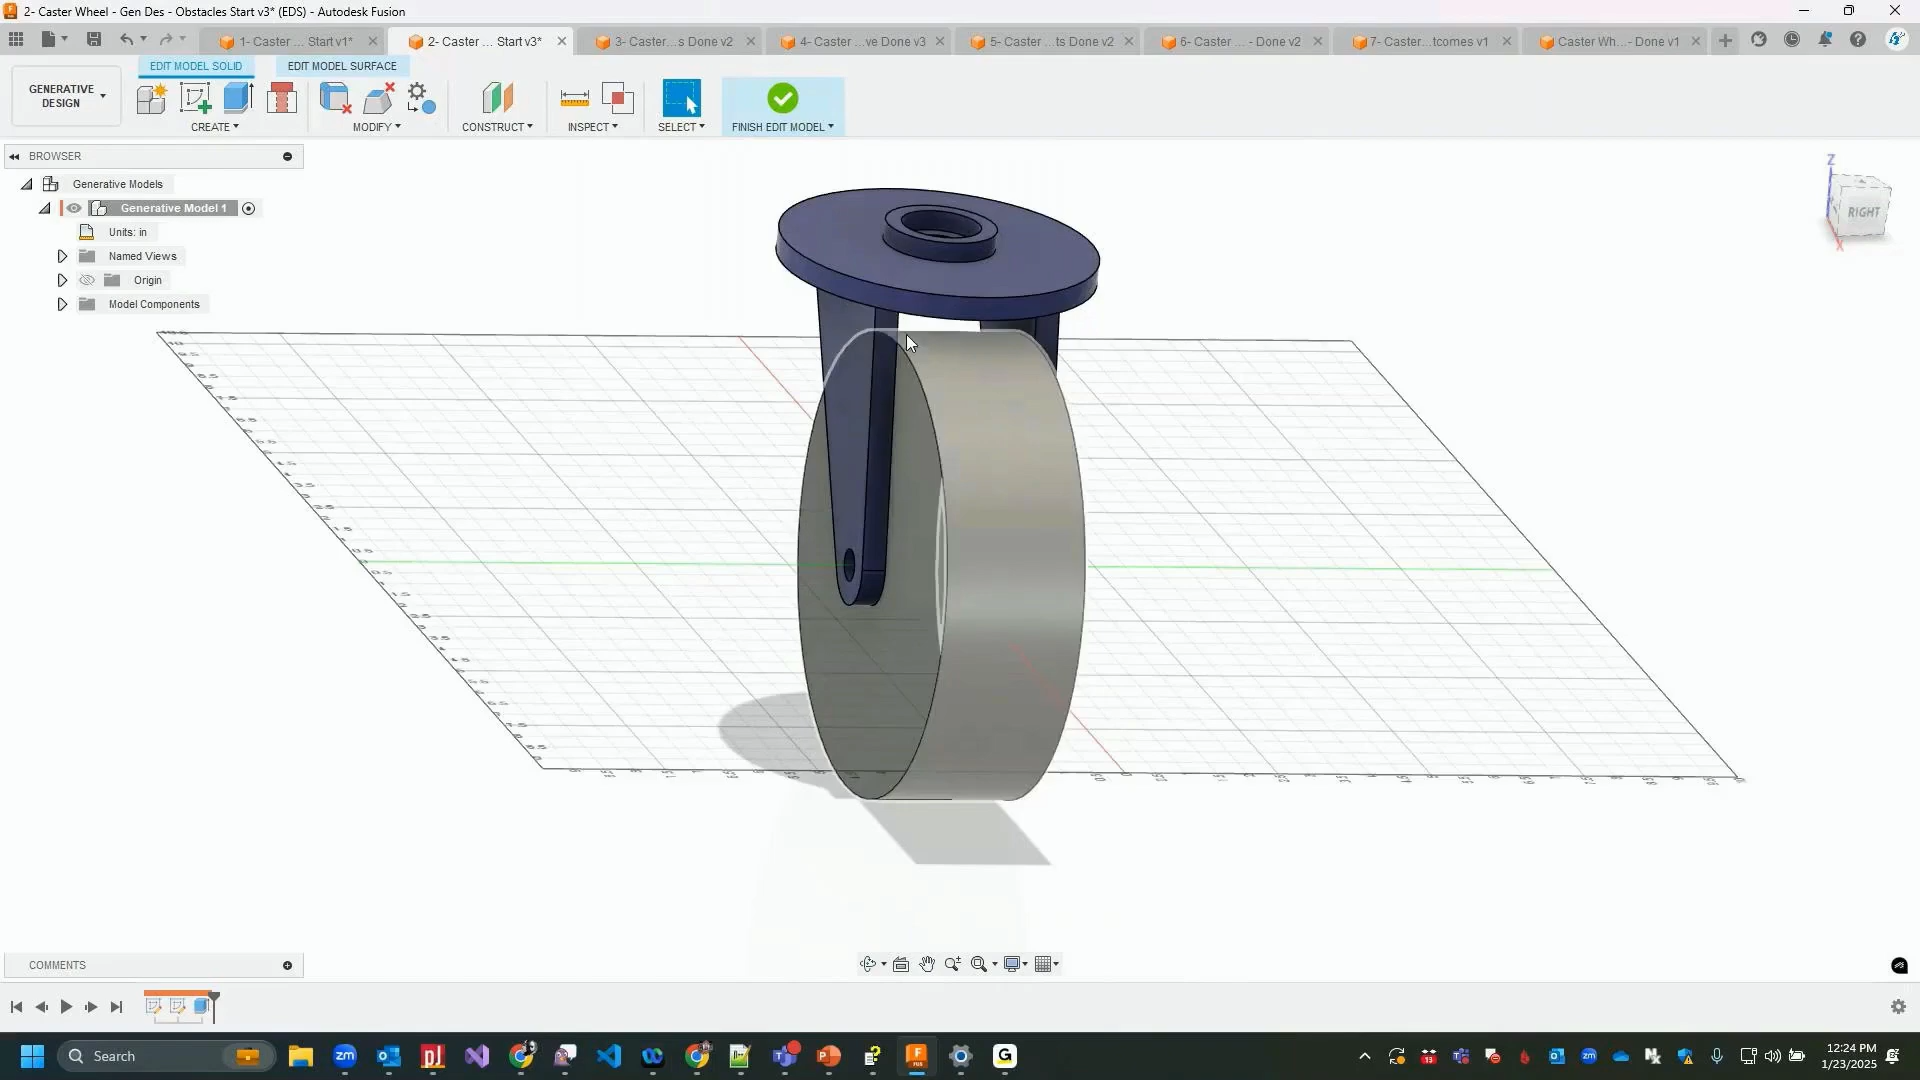 2- Caster Wheel - Gen Des - Obstacles Start v3* (EDS) - Autodesk Fusion
1- Caster ... Start v1*
2- Caster ... Start v3*
3- Caster...s Done v2
4- Caster ...ve Done v3
5- Caster ...ts Done v2
6- Caster ... - Done v2
7- Caster...tcomes v1
Caster Wh...- Done v1
EDIT MODEL SOLID
EDIT MODEL SURFACE
GENERATIVE
DESIGN
CREATE
MODIFY
CONSTRUCT
INSPECT
SELECT
FINISH EDIT MODEL
BROWSER
Generative Models
Generative Model 1
Units: in
Named Views
Origin
Model Components
Z
RIGHT
X
COMMENTS
Search
12:24 PM
1/23/2025